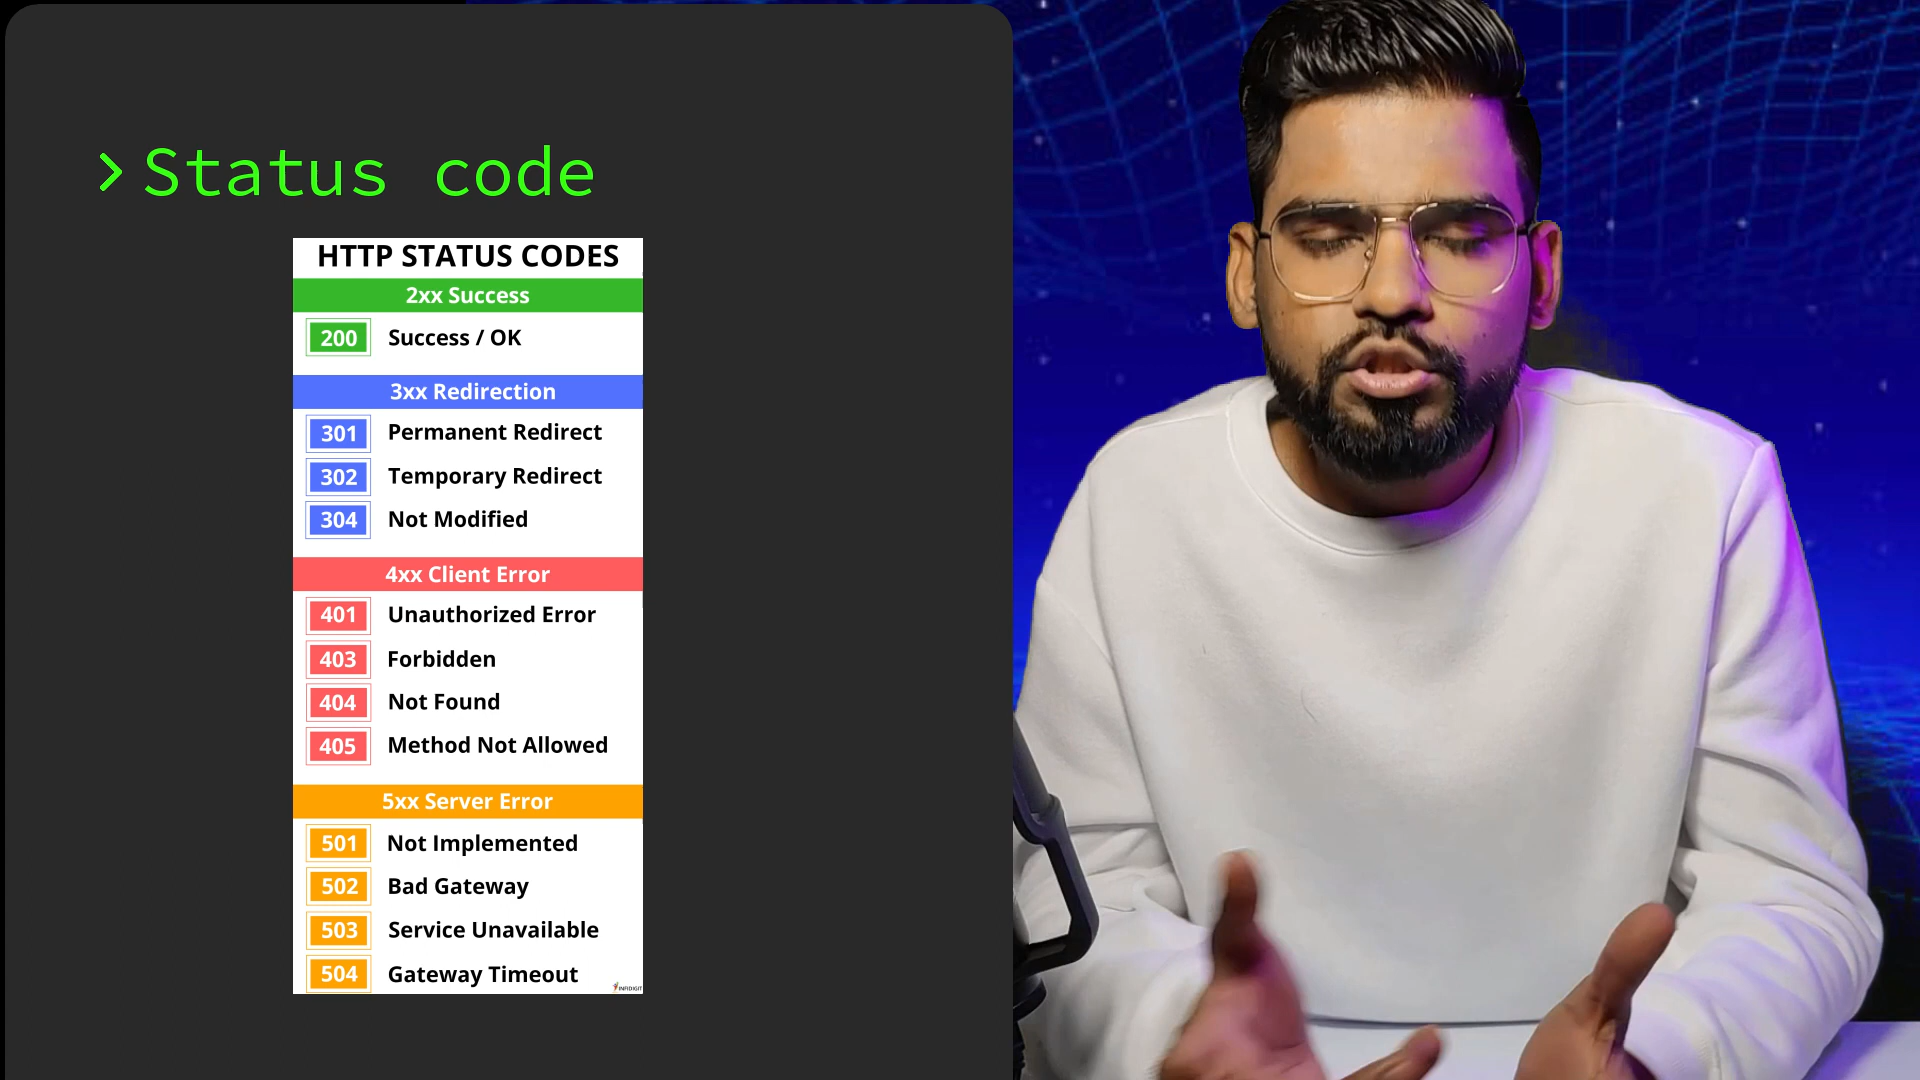 > Status code
HTTP STATUS CODES
2xx Success
200 Success / OK
3xx Redirection
301 Permanent Redirect
302 Temporary Redirect
304 Not Modified
4xx Client Error
401 Unauthorized Error
403 Forbidden
404 Not Found
405 Method Not Allowed
5xx Server Error
501 Not Implemented
502 Bad Gateway
503 Service Unavailable
504 Gateway Timeout
INFIDIGIT